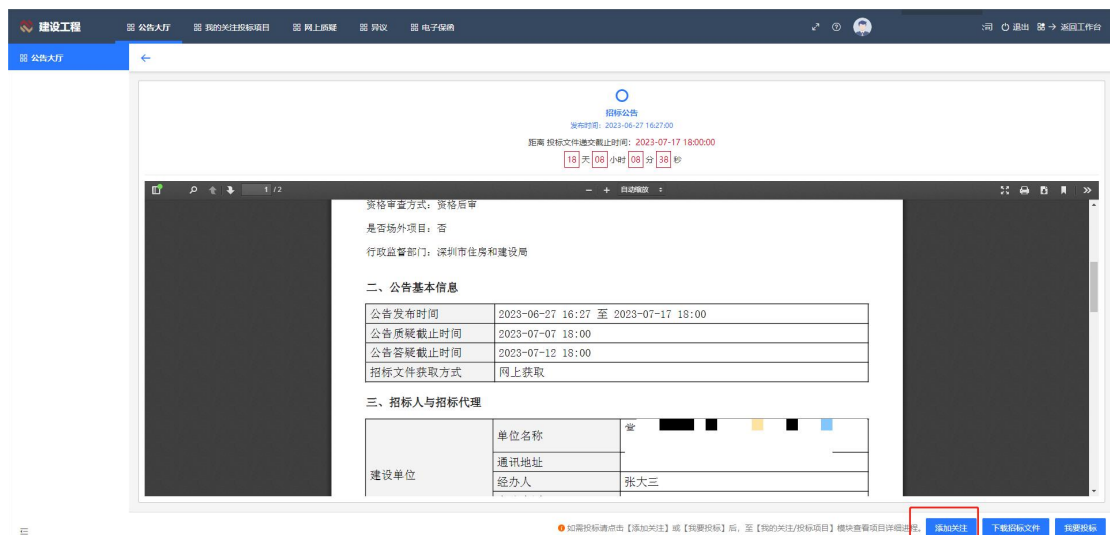 建设工程
公告大厅 我的关注投标项目 网上质疑 异议 电子保函
退出 返回工作台
公告大厅
招标公告
发布时间: 2023-06-27 16:27:00
距离 投标文件递交截止时间: 2023-07-17 18:00:00
18 天 08 小时 08 分 38 秒
1 /2
自动缩放
资格审查方式: 资格后审
是否场外项目: 否
行政监督部门: 深圳市住房和建设局
二、公告基本信息
公告发布时间 2023-06-27 16:27 至 2023-07-17 18:00
公告质疑截止时间 2023-07-07 18:00
公告答疑截止时间 2023-07-12 18:00
招标文件获取方式 网上获取
三、招标人与招标代理
单位名称
通讯地址
建设单位
经办人 张大三
如需投标请点击【添加关注】或【我要投标】后, 至【我的关注/投标项目】模块查看项目详细进程。 添加关注 下载招标文件 我要投标